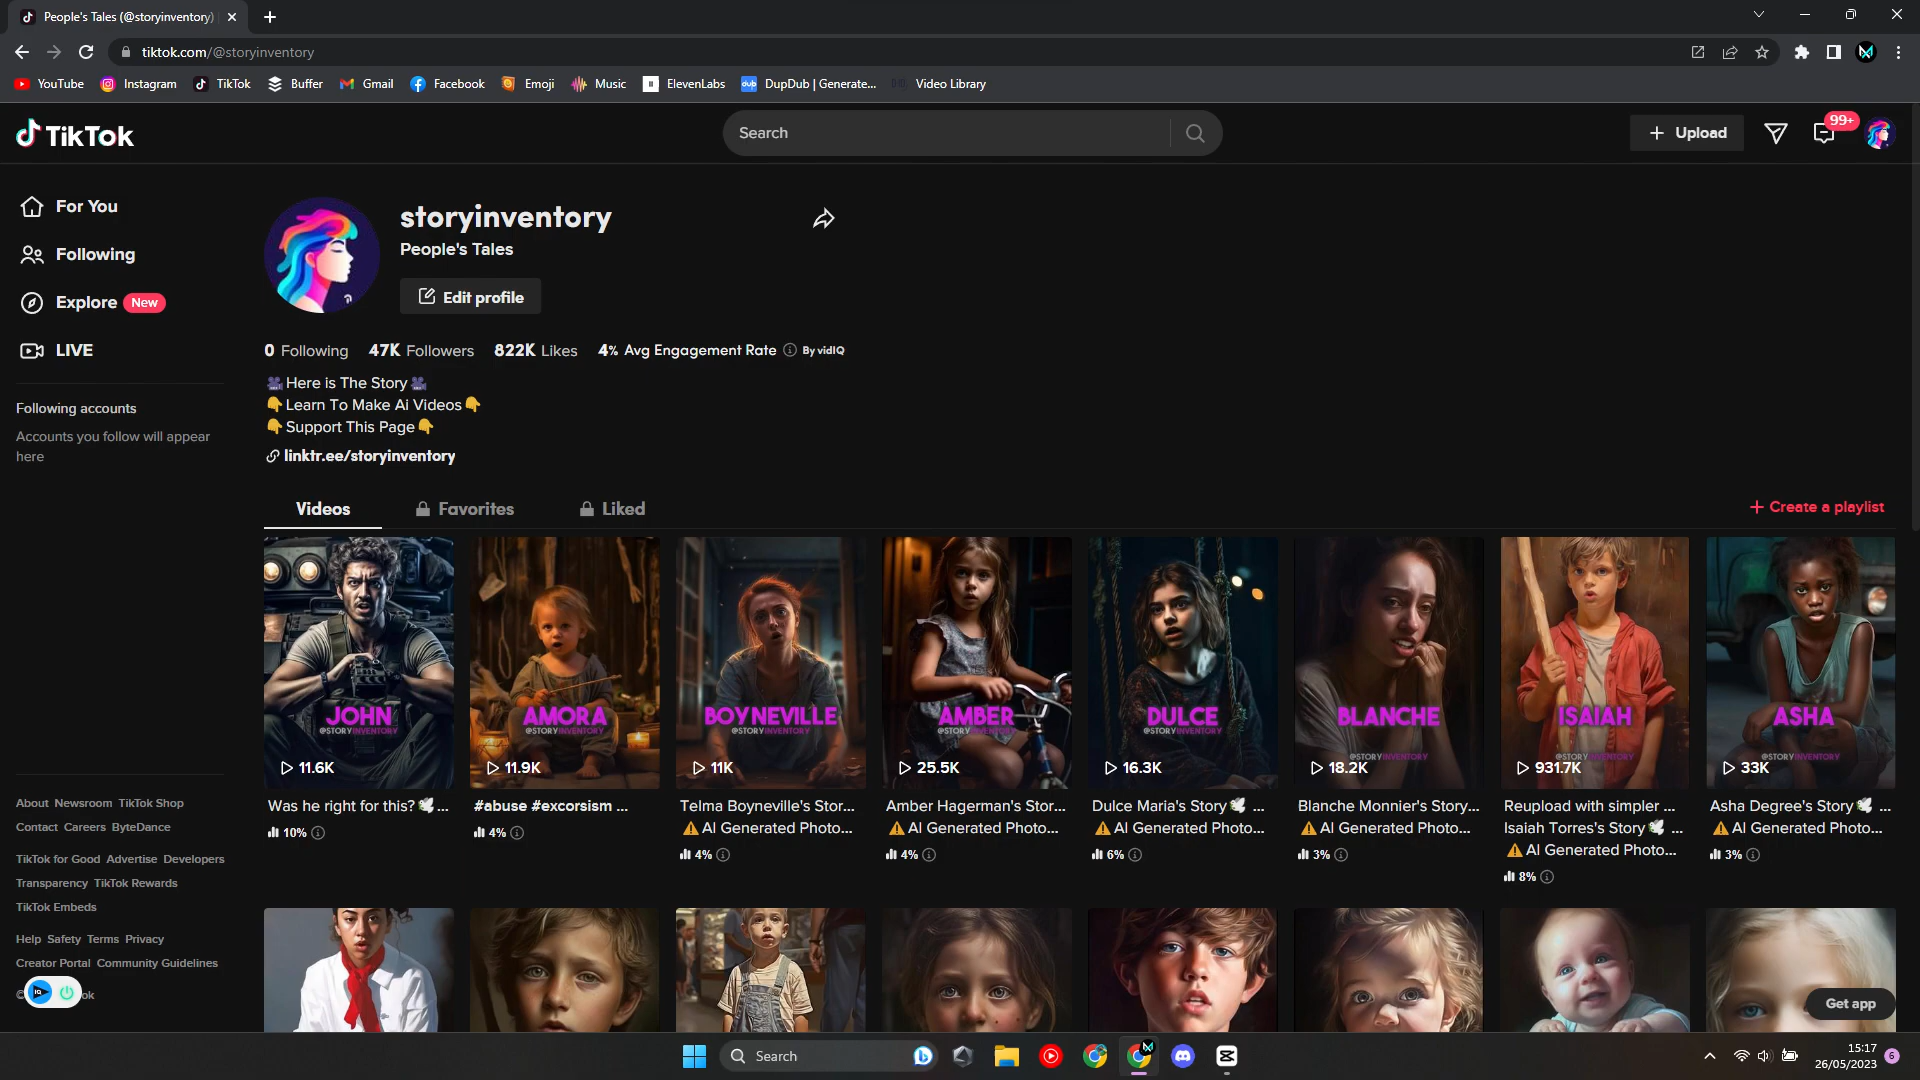 People's Tales (@storyinventory)
tiktok.com/@storyinventory
YouTube
Instagram
TikTok
Buffer
Gmail
Facebook
Emoji
Music
ElevenLabs
DupDub | Generate...
Video Library
TikTok
Search
Upload
99+
For You
Following
Explore New
LIVE
Following accounts
Accounts you follow will appear
here
About Newsroom TikTok Shop
Contact Careers ByteDance
TikTok for Good Advertise Developers
Transparency TikTok Rewards
TikTok Embeds
Help Safety Terms Privacy
Creator Portal Community Guidelines
storyinventory
People's Tales
Edit profile
0 Following 47K Followers 822K Likes 4% Avg Engagement Rate By vidIQ
🎥Here is The Story🎥
👇Learn To Make Ai Videos👇
👇Support This Page👇
linktr.ee/storyinventory
Videos
Favorites
Liked
+ Create a playlist
JOHN
@STORYINVENTORY
11.6K
Was he right for this?🕊 ...
10%
AMORA
@STORYINVENTORY
11.9K
#abuse #excorsism ...
4%
BOYNEVILLE
@STORYINVENTORY
11K
Telma Boyneville's Stor...
⚠AI Generated Photo...
4%
AMBER
@STORYINVENTORY
25.5K
Amber Hagerman's Stor...
⚠AI Generated Photo...
4%
DULCE
@STORYINVENTORY
16.3K
Dulce Maria's Story🕊 ...
⚠AI Generated Photo...
6%
BLANCHE
@STORYINVENTORY
18.2K
Blanche Monnier's Story...
⚠AI Generated Photo...
3%
ISAIAH
@STORYINVENTORY
931.7K
Reupload with simpler ...
Isaiah Torres's Story🕊 ...
⚠AI Generated Photo...
8%
ASHA
@STORYINVENTORY
33K
Asha Degree's Story🕊 ...
⚠AI Generated Photo...
3%
Get app
Search
15:17
26/05/2023
6